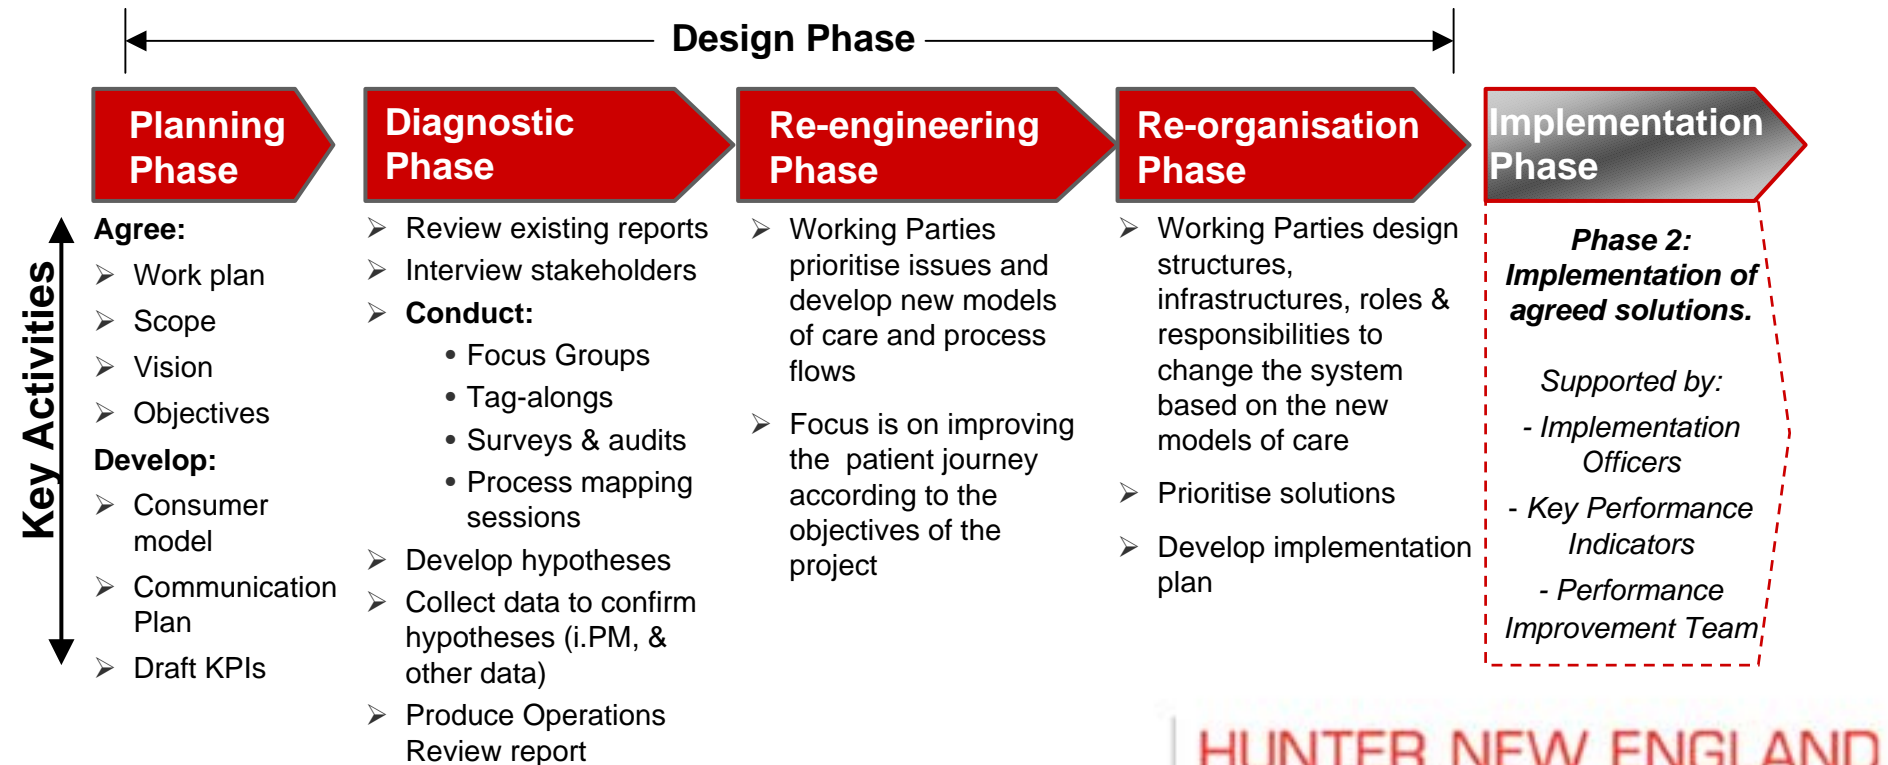 Design Phase
Planning
Phase
Diagnostic
Phase
Re-engineering
Phase
Re-organisation
Phase
Implementation
Phase
Key Activities
Agree:
➢ Work plan
➢ Scope
➢ Vision
➢ Objectives
Develop:
➢ Consumer
model
➢ Communication
Plan
➢ Draft KPIs
➢ Review existing reports
➢ Interview stakeholders
➢ Conduct:
• Focus Groups
• Tag-alongs
• Surveys & audits
• Process mapping
sessions
➢ Develop hypotheses
➢ Collect data to confirm
hypotheses (i.PM, &
other data)
➢ Produce Operations
Review report
➢ Working Parties
prioritise issues and
develop new models
of care and process
flows
➢ Focus is on improving
the patient journey
according to the
objectives of the
project
➢ Working Parties design
structures,
infrastructures, roles &
responsibilities to
change the system
based on the new
models of care
➢ Prioritise solutions
➢ Develop implementation
plan
Phase 2:
Implementation of
agreed solutions.
Supported by:
- Implementation
Officers
- Key Performance
Indicators
- Performance
Improvement Team
HUNTER NEW ENGLAND